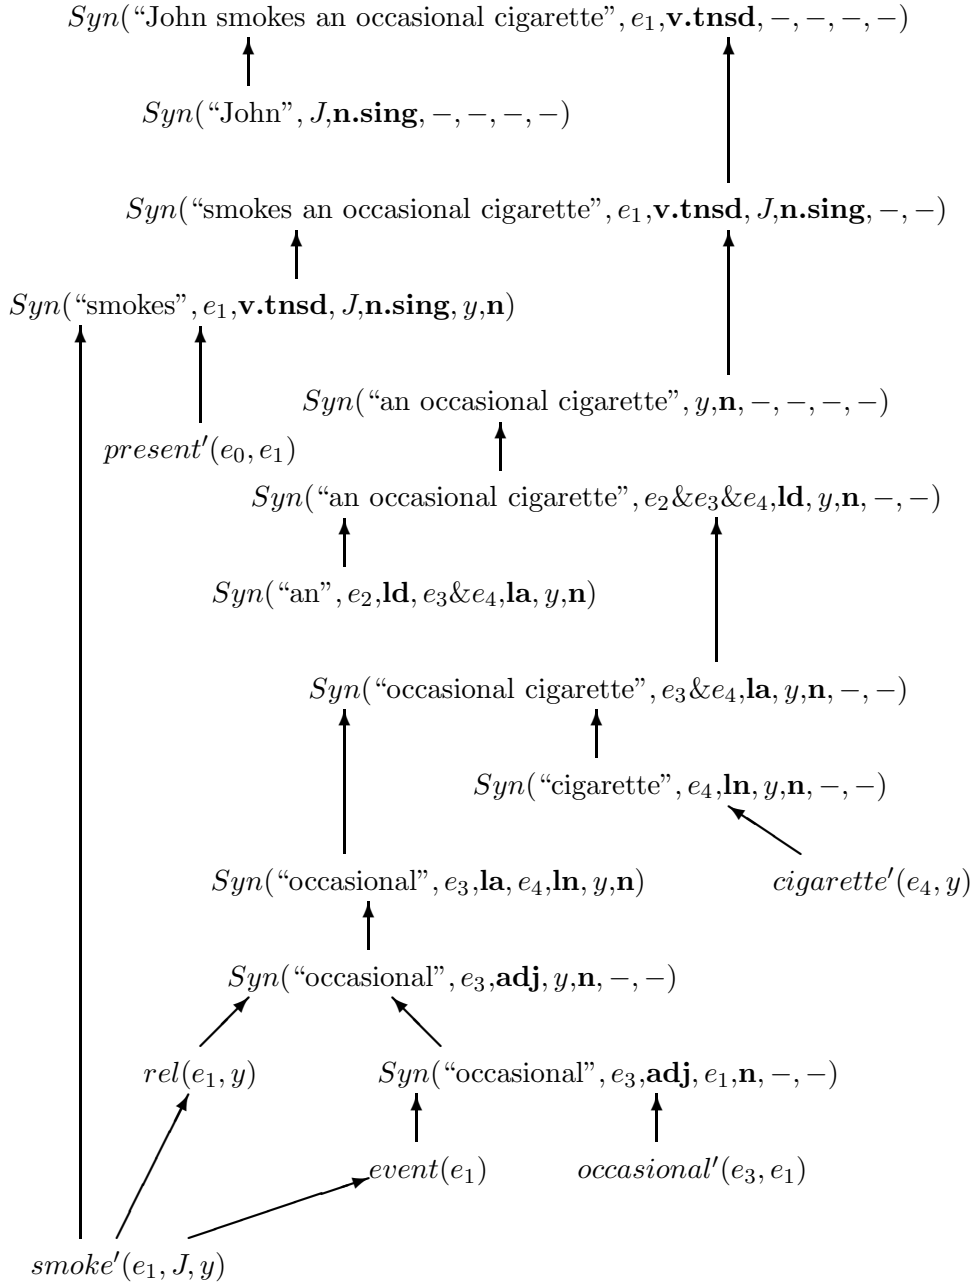 Syn(“John smokes an occasional cigarette”, e₁,v.tnsd, −, −, −, −)
Syn(“John”, J,n.sing, −, −, −, −)
Syn(“smokes an occasional cigarette”, e₁,v.tnsd, J,n.sing, −, −)
Syn(“smokes”, e₁,v.tnsd, J,n.sing, y,n)
Syn(“an occasional cigarette”, y,n, −, −, −, −)
present′(e₀, e₁)
Syn(“an occasional cigarette”, e₂&e₃&e₄,ld, y,n, −, −)
Syn(“an”, e₂,ld, e₃&e₄,la, y,n)
Syn(“occasional cigarette”, e₃&e₄,la, y,n, −, −)
Syn(“cigarette”, e₄,ln, y,n, −, −)
Syn(“occasional”, e₃,la, e₄,ln, y,n)
cigarette′(e₄, y)
Syn(“occasional”, e₃,adj, y,n, −, −)
rel(e₁, y)
Syn(“occasional”, e₃,adj, e₁,n, −, −)
event(e₁)
occasional′(e₃, e₁)
smoke′(e₁, J, y)